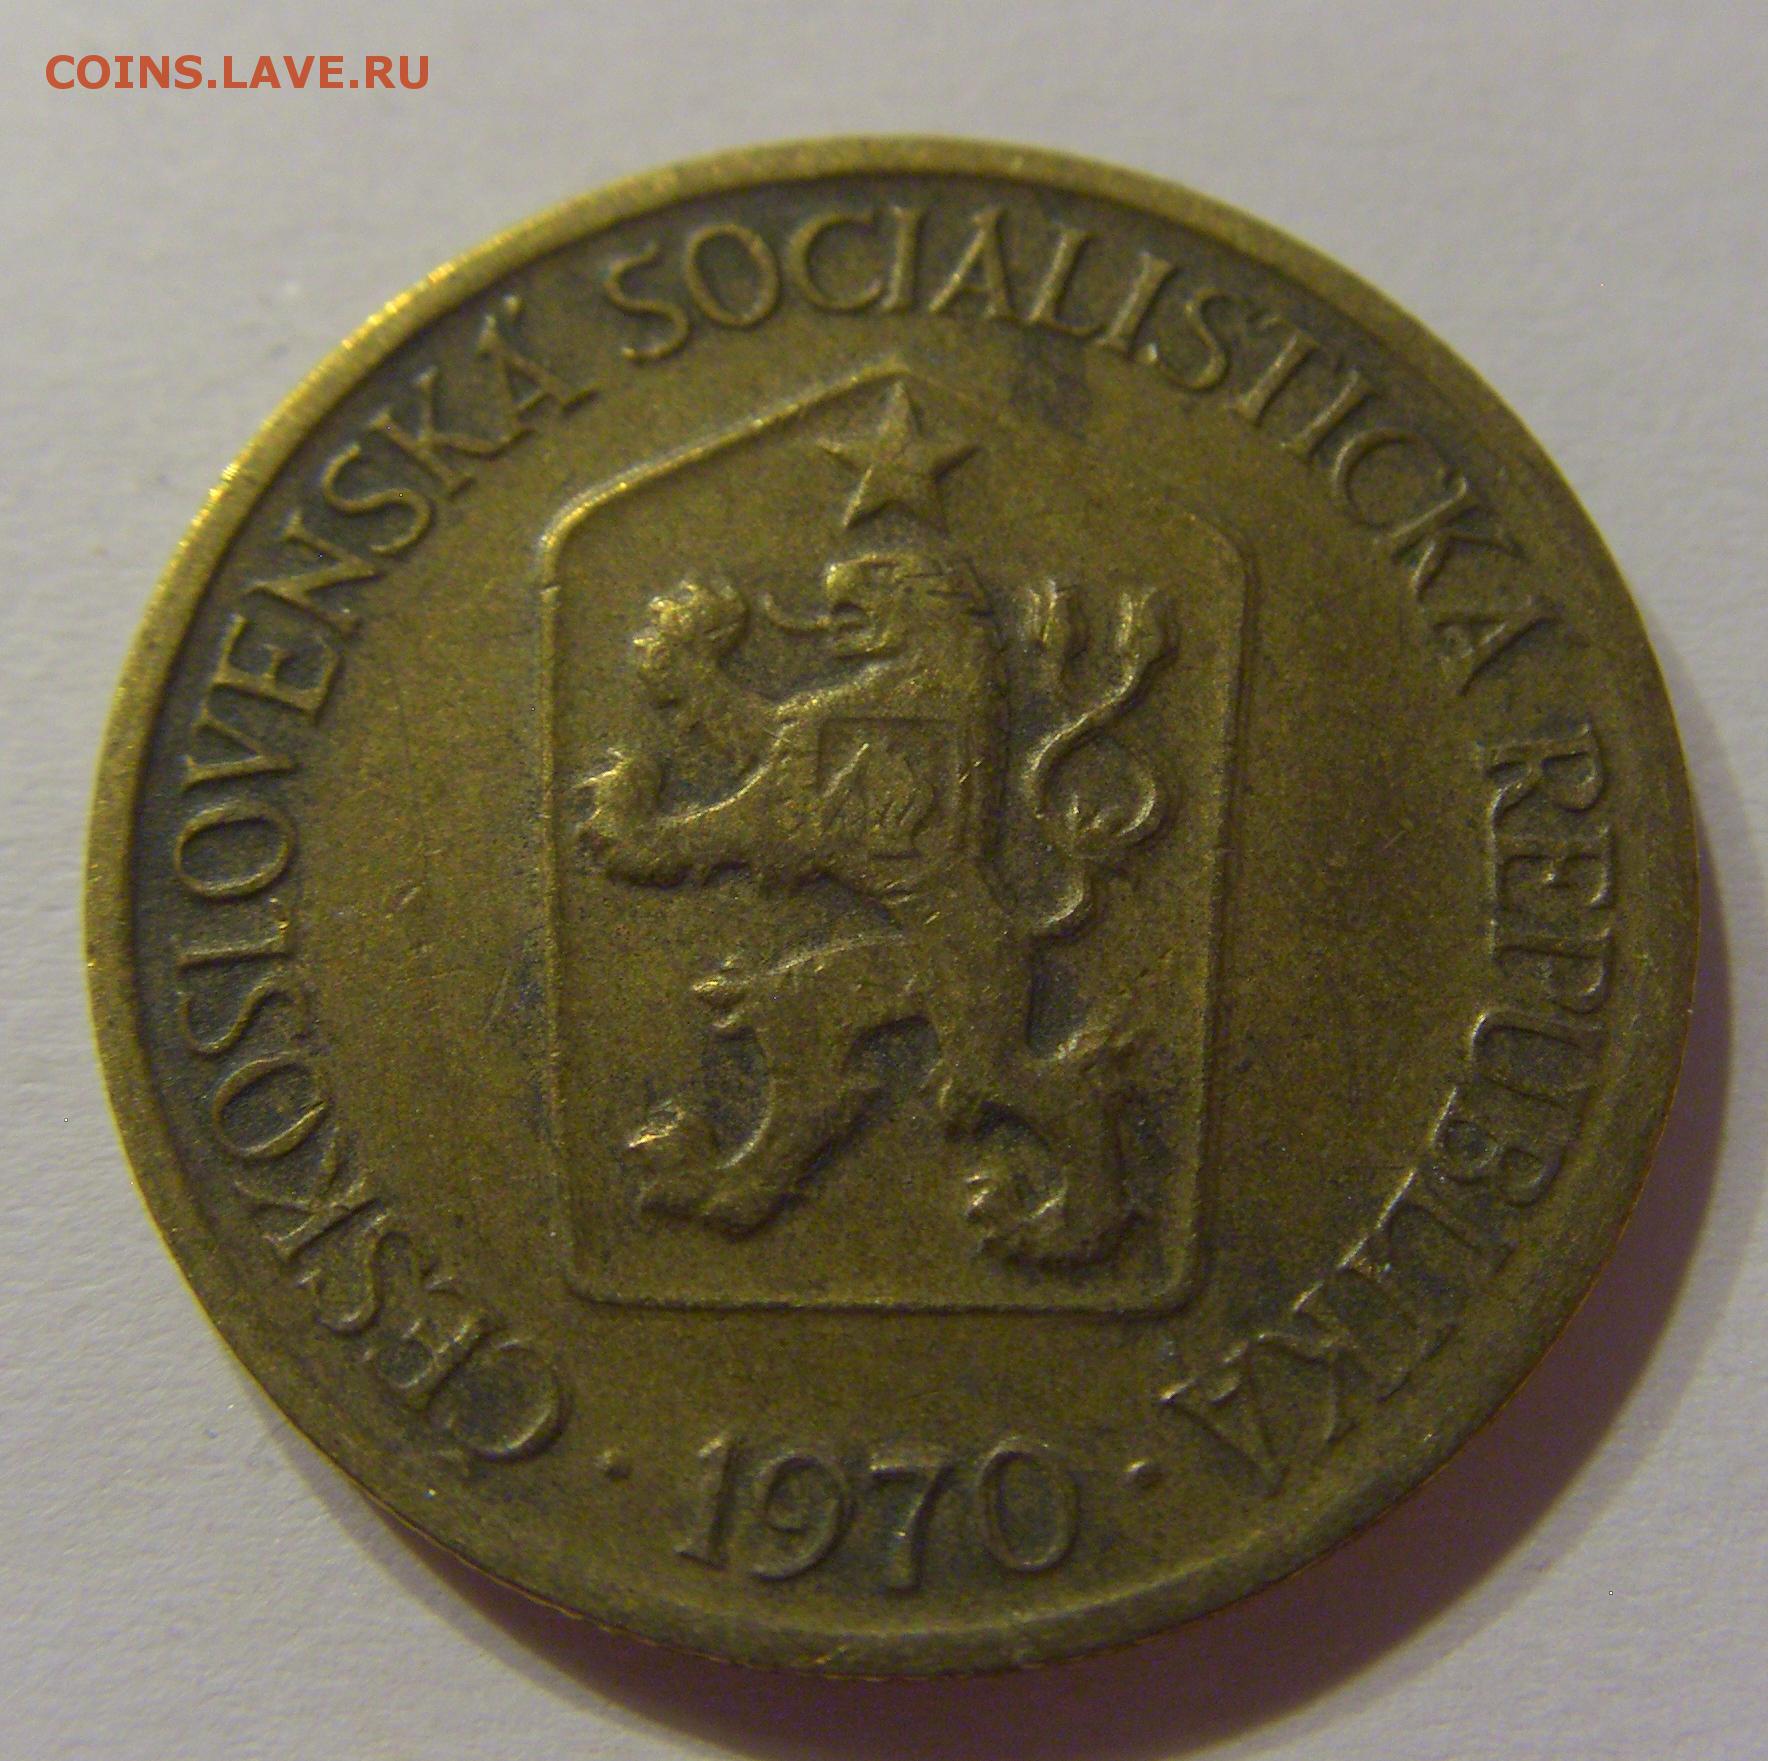 COINS.LAVE.RU
ČESKOSLOVENSKÁ SOCIALISTICKÁ REPUBLIKA
· 1970 ·